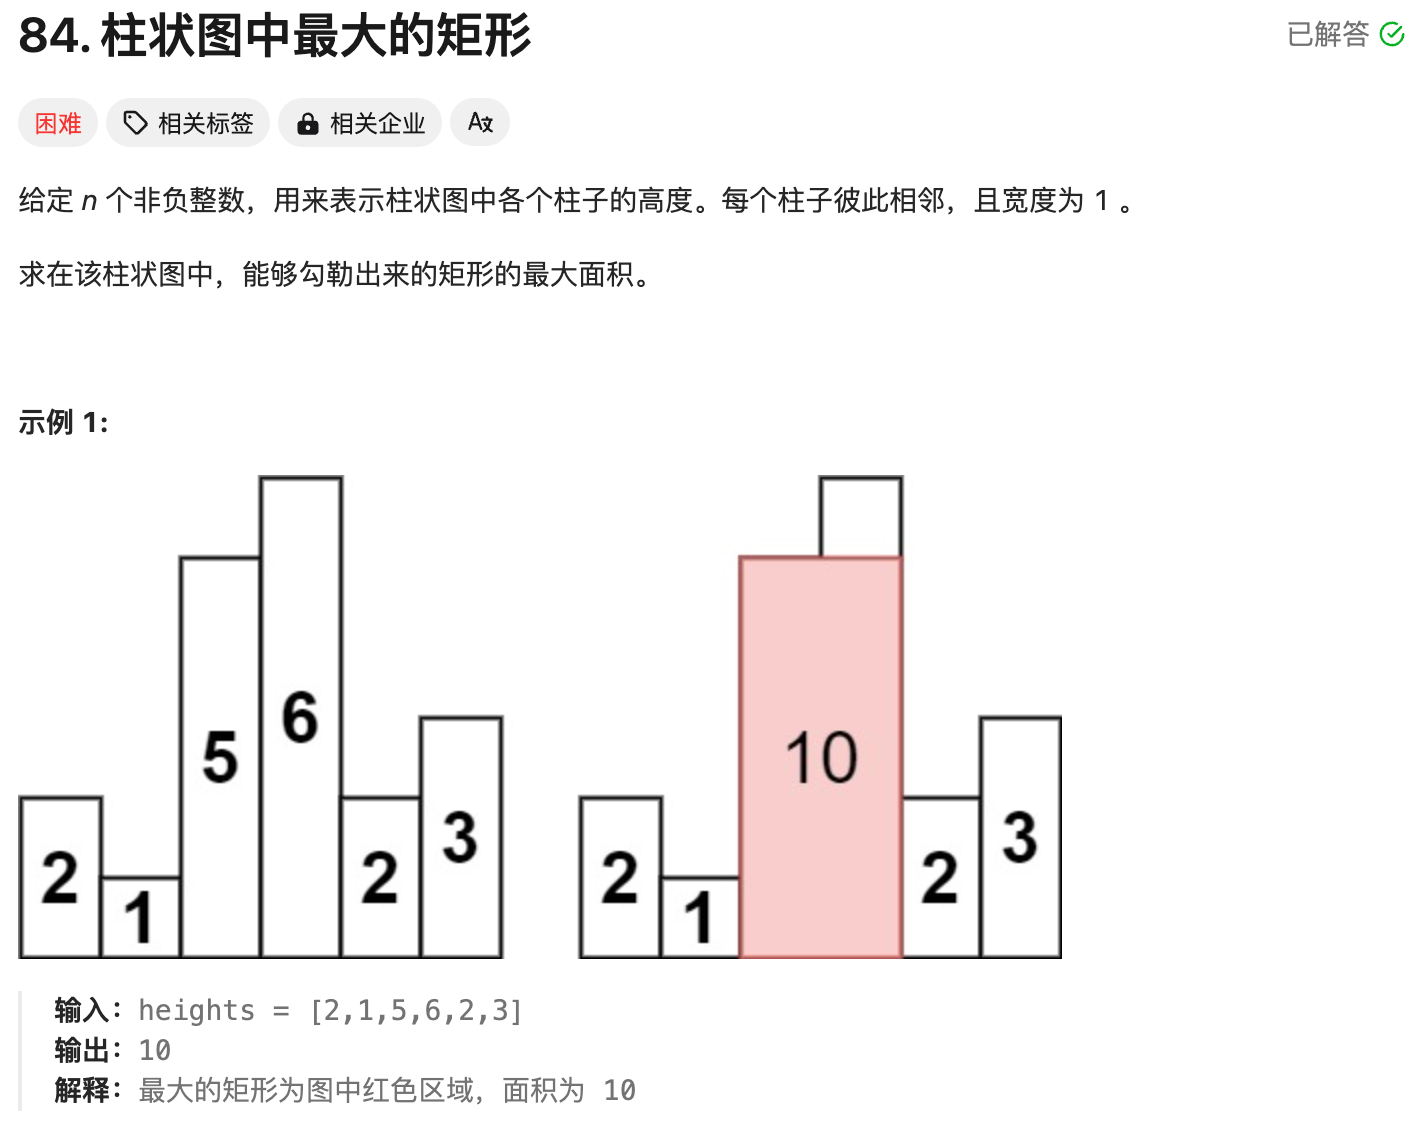 84. 柱状图中最大的矩形
已解答
困难 相关标签 相关企业 A文
给定 n 个非负整数，用来表示柱状图中各个柱子的高度。每个柱子彼此相邻，且宽度为 1 。
求在该柱状图中，能够勾勒出来的矩形的最大面积。
示例 1:
2 1 5 6 2 3
2 1 10 2 3
输入：heights = [2,1,5,6,2,3]
输出：10
解释：最大的矩形为图中红色区域，面积为 10